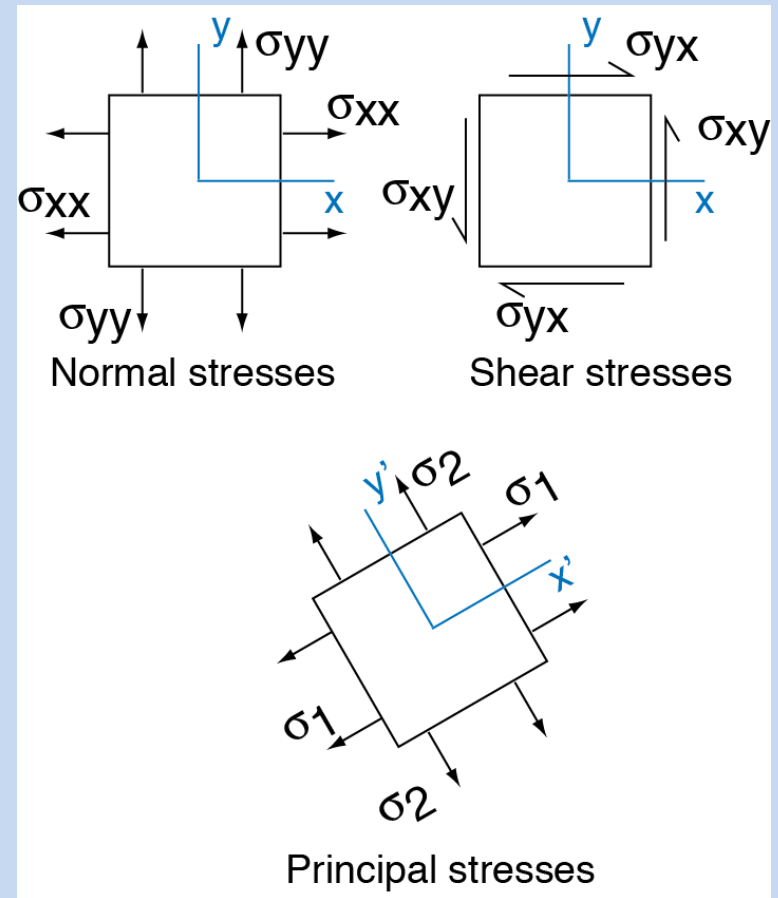 y
σyy
σxx
x
σxx
σyy
Normal stresses
y
σyx
σxy
x
σxy
σyx
Shear stresses
y’
σ2
σ1
x’
σ1
σ2
Principal stresses